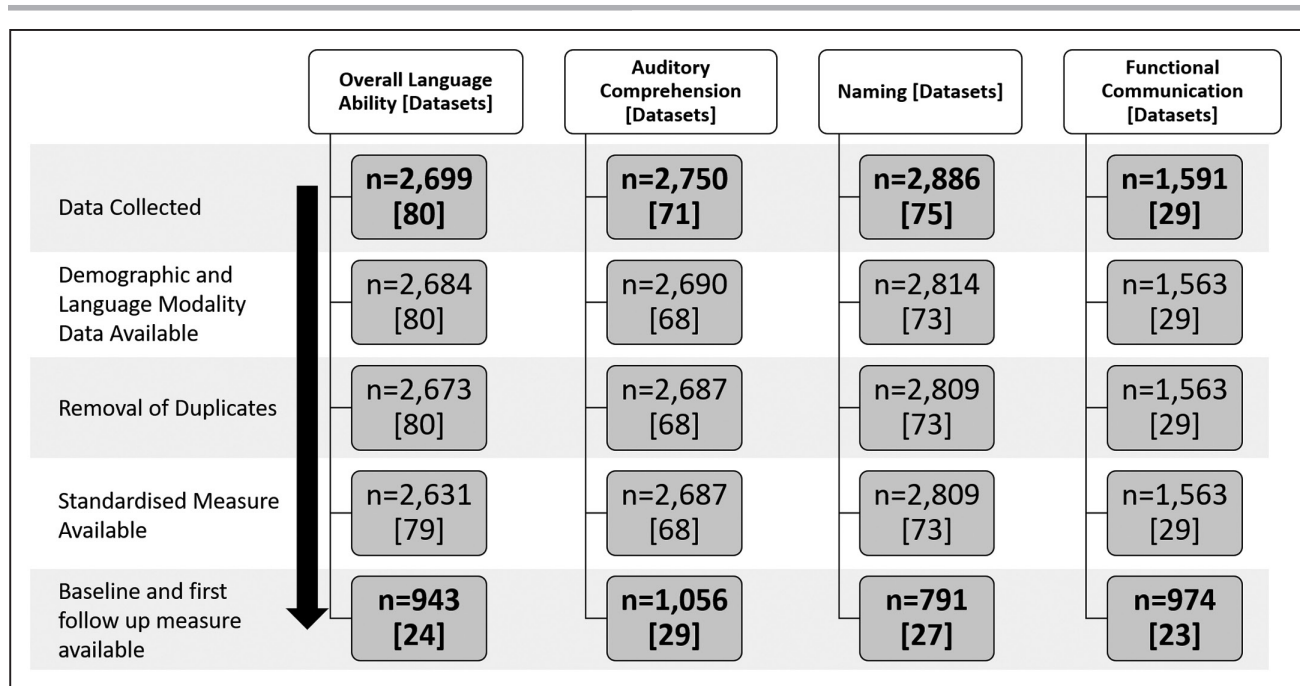 Overall Language
Ability [Datasets]
Auditory
Comprehension
[Datasets]
Naming [Datasets]
Functional
Communication
[Datasets]
Data Collected
n=2,699
[80]
n=2,750
[71]
n=2,886
[75]
n=1,591
[29]
Demographic and
Language Modality
Data Available
n=2,684
[80]
n=2,690
[68]
n=2,814
[73]
n=1,563
[29]
Removal of Duplicates
n=2,673
[80]
n=2,687
[68]
n=2,809
[73]
n=1,563
[29]
Standardised Measure
Available
n=2,631
[79]
n=2,687
[68]
n=2,809
[73]
n=1,563
[29]
Baseline and first
follow up measure
available
n=943
[24]
n=1,056
[29]
n=791
[27]
n=974
[23]